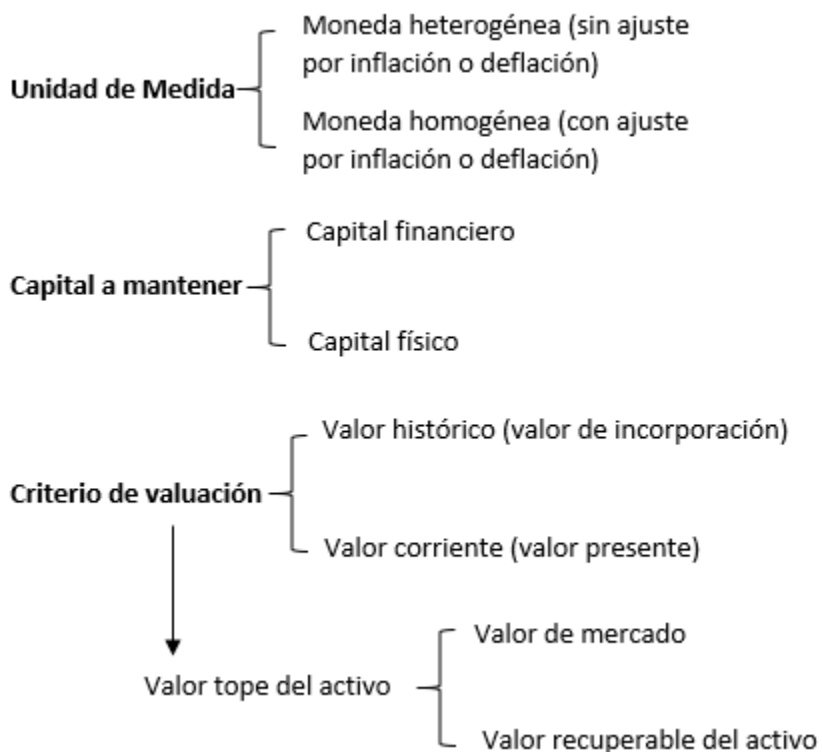 Moneda heterogénea (sin ajuste
por inflación o deflación)
Unidad de Medida
Moneda homogénea (con ajuste
por inflación o deflación)
Capital financiero
Capital a mantener
Capital físico
Valor histórico (valor de incorporación)
Criterio de valuación
Valor corriente (valor presente)
Valor de mercado
Valor tope del activo
Valor recuperable del activo